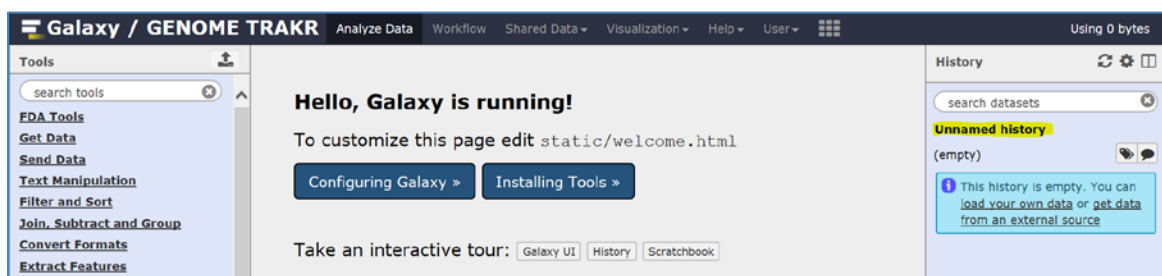 Galaxy / GENOME TRAKR Analyze Data Workflow Shared Data Visualization Help User Using 0 bytes
Tools
search tools
FDA Tools
Get Data
Send Data
Text Manipulation
Filter and Sort
Join, Subtract and Group
Convert Formats
Extract Features
Hello, Galaxy is running!
To customize this page edit static/welcome.html
Configuring Galaxy » Installing Tools »
Take an interactive tour: Galaxy UI History Scratchbook
History
search datasets
Unnamed history
(empty)
This history is empty. You can
load your own data or get data
from an external source